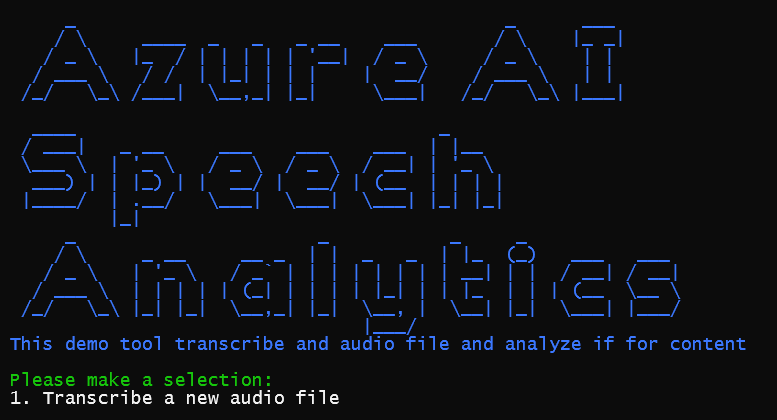 Azure AI
Speech
Analytics
This demo tool transcribe and audio file and analyze if for content
Please make a selection:
1. Transcribe a new audio file